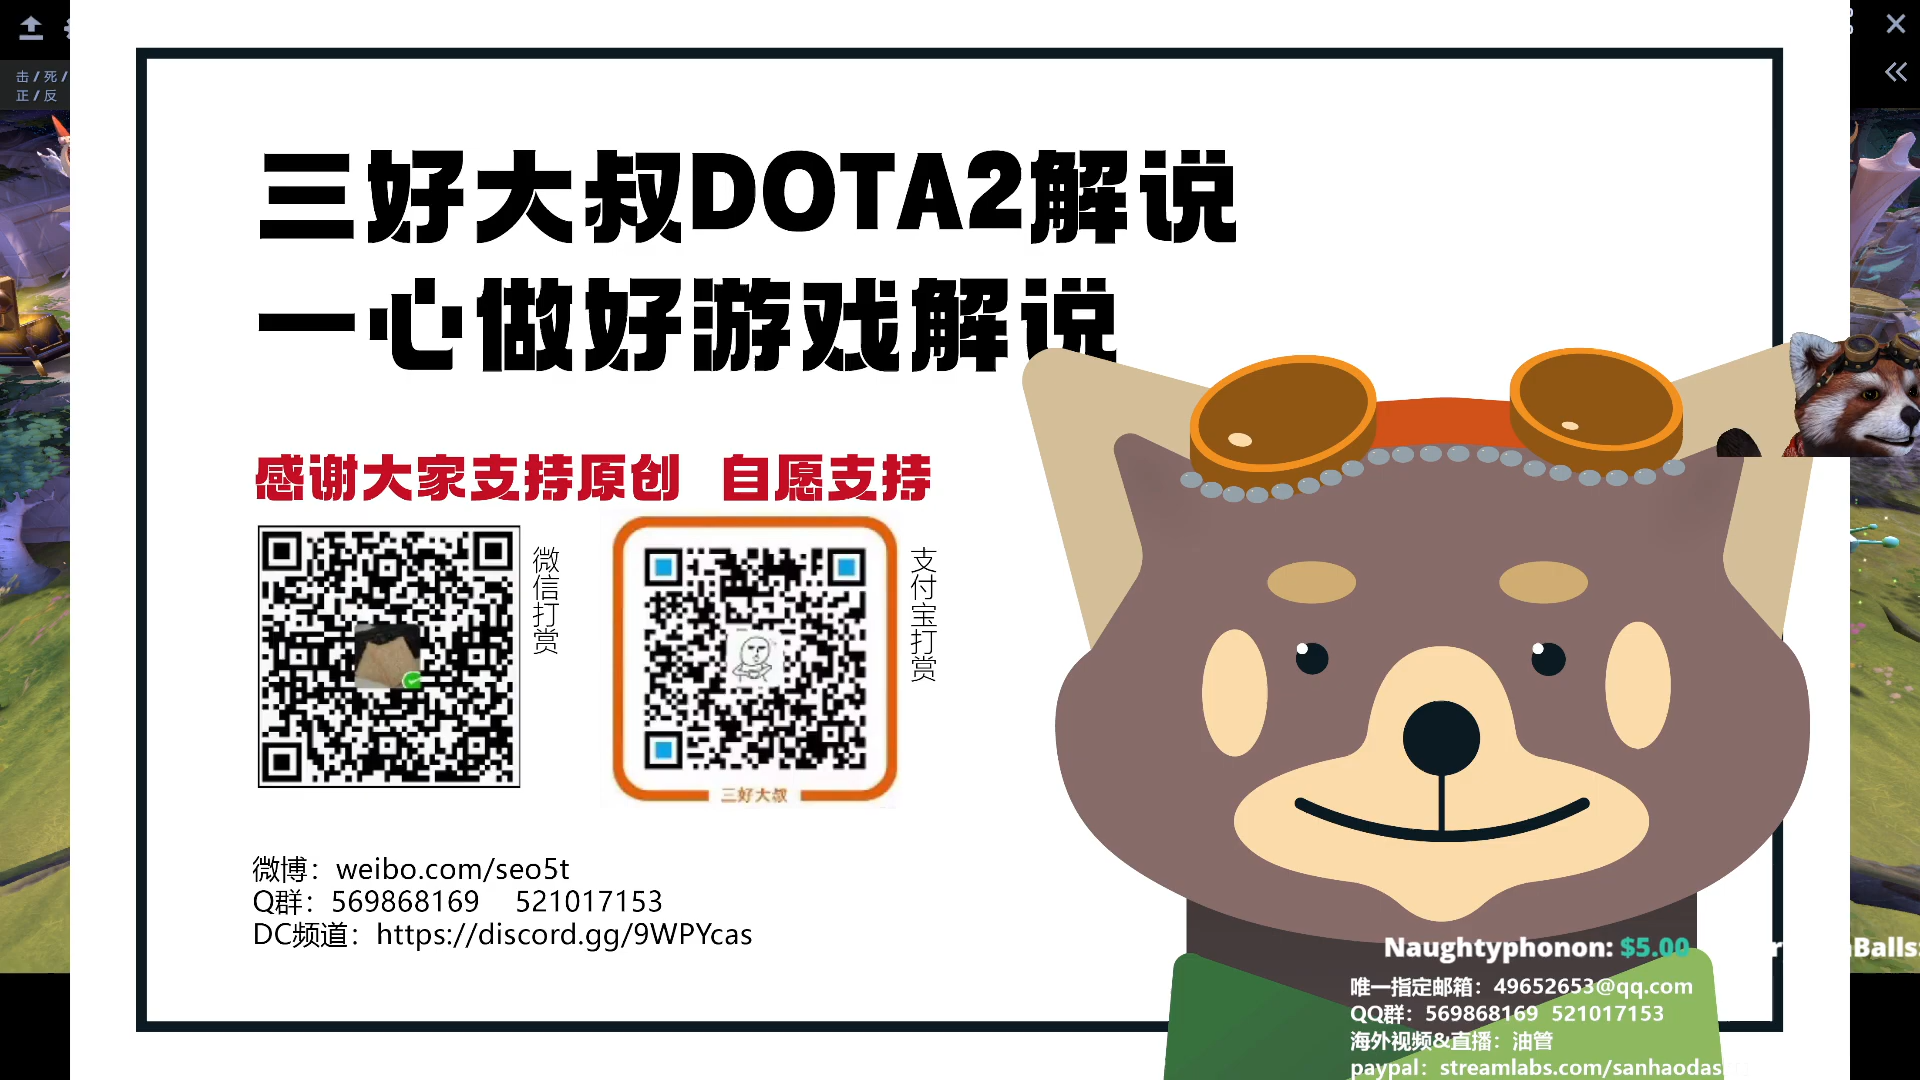 击 / 死 /
正 / 反
三好大叔DOTA2解说
一心做好游戏解说
感谢大家支持原创 自愿支持
微信打赏
支付宝打赏
三好大叔
微博：weibo.com/seo5t
Q群：569868169 521017153
DC频道：https://discord.gg/9WPYcas
Naughtyphonon: $5.00
Balls:
唯一指定邮箱：49652653@qq.com
QQ群：569868169 521017153
海外视频&直播：油管
paypal：streamlabs.com/sanhaodas